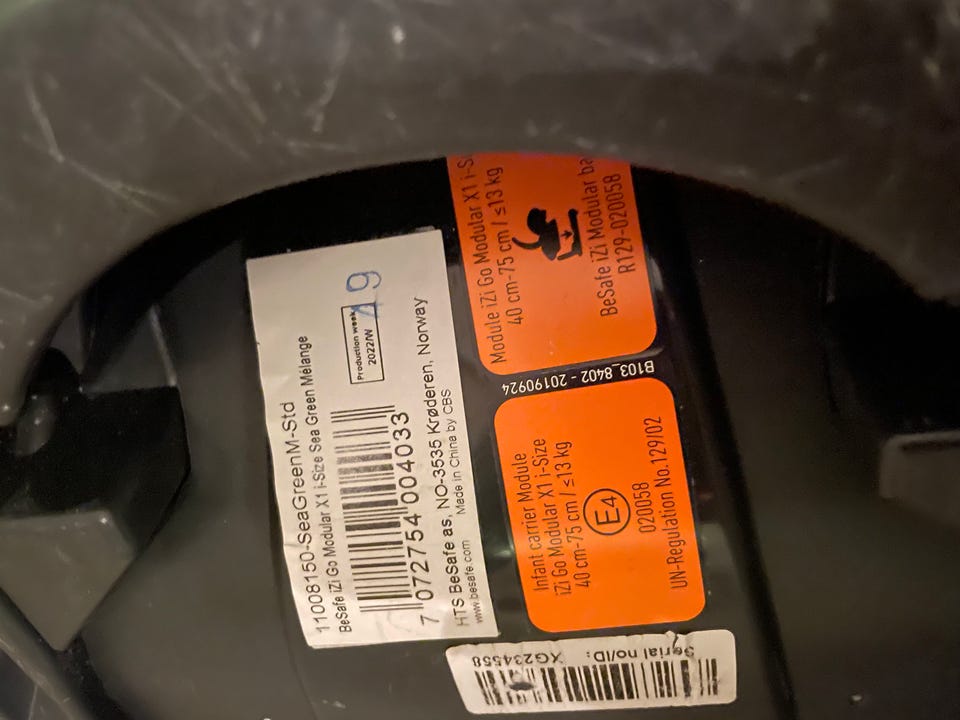 11008150-SeaGreenM-Std
BeSafe iZi Go Modular X1 i-Size Sea Green Mélange
Production week
2022/W
7 072754 004033
HTS BeSafe as, NO-3535 Krøderen, Norway
www.besafe.com Made in China by CBS
Module iZi Go Modular X1 i-S
40 cm-75 cm / ≤13 kg
BeSafe iZi Modular ba
R129-020058
B103_8402 - 20190924
Infant carrier Module
iZi Go Modular X1 i-Size
40 cm-75 cm / ≤13 kg
E4
020058
UN-Regulation No.129/02
Serial no/ID:
XG234558